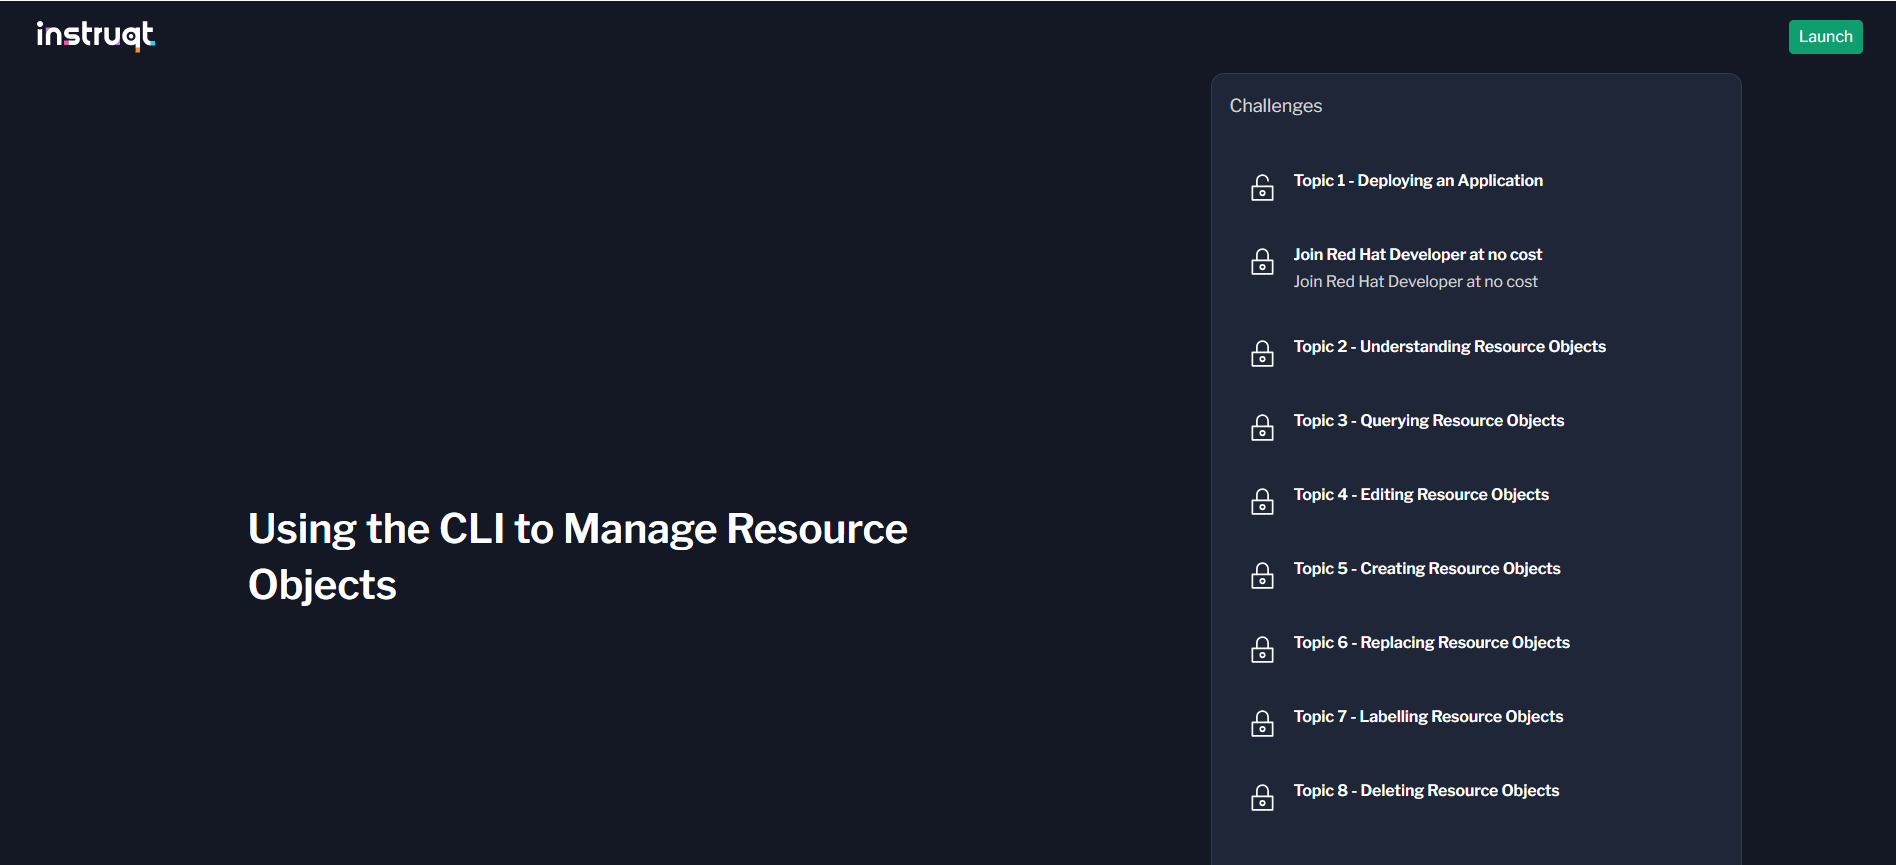 instruqt
Launch
Using the CLI to Manage Resource
Objects
Challenges
Topic 1 - Deploying an Application
Join Red Hat Developer at no cost
Join Red Hat Developer at no cost
Topic 2 - Understanding Resource Objects
Topic 3 - Querying Resource Objects
Topic 4 - Editing Resource Objects
Topic 5 - Creating Resource Objects
Topic 6 - Replacing Resource Objects
Topic 7 - Labelling Resource Objects
Topic 8 - Deleting Resource Objects